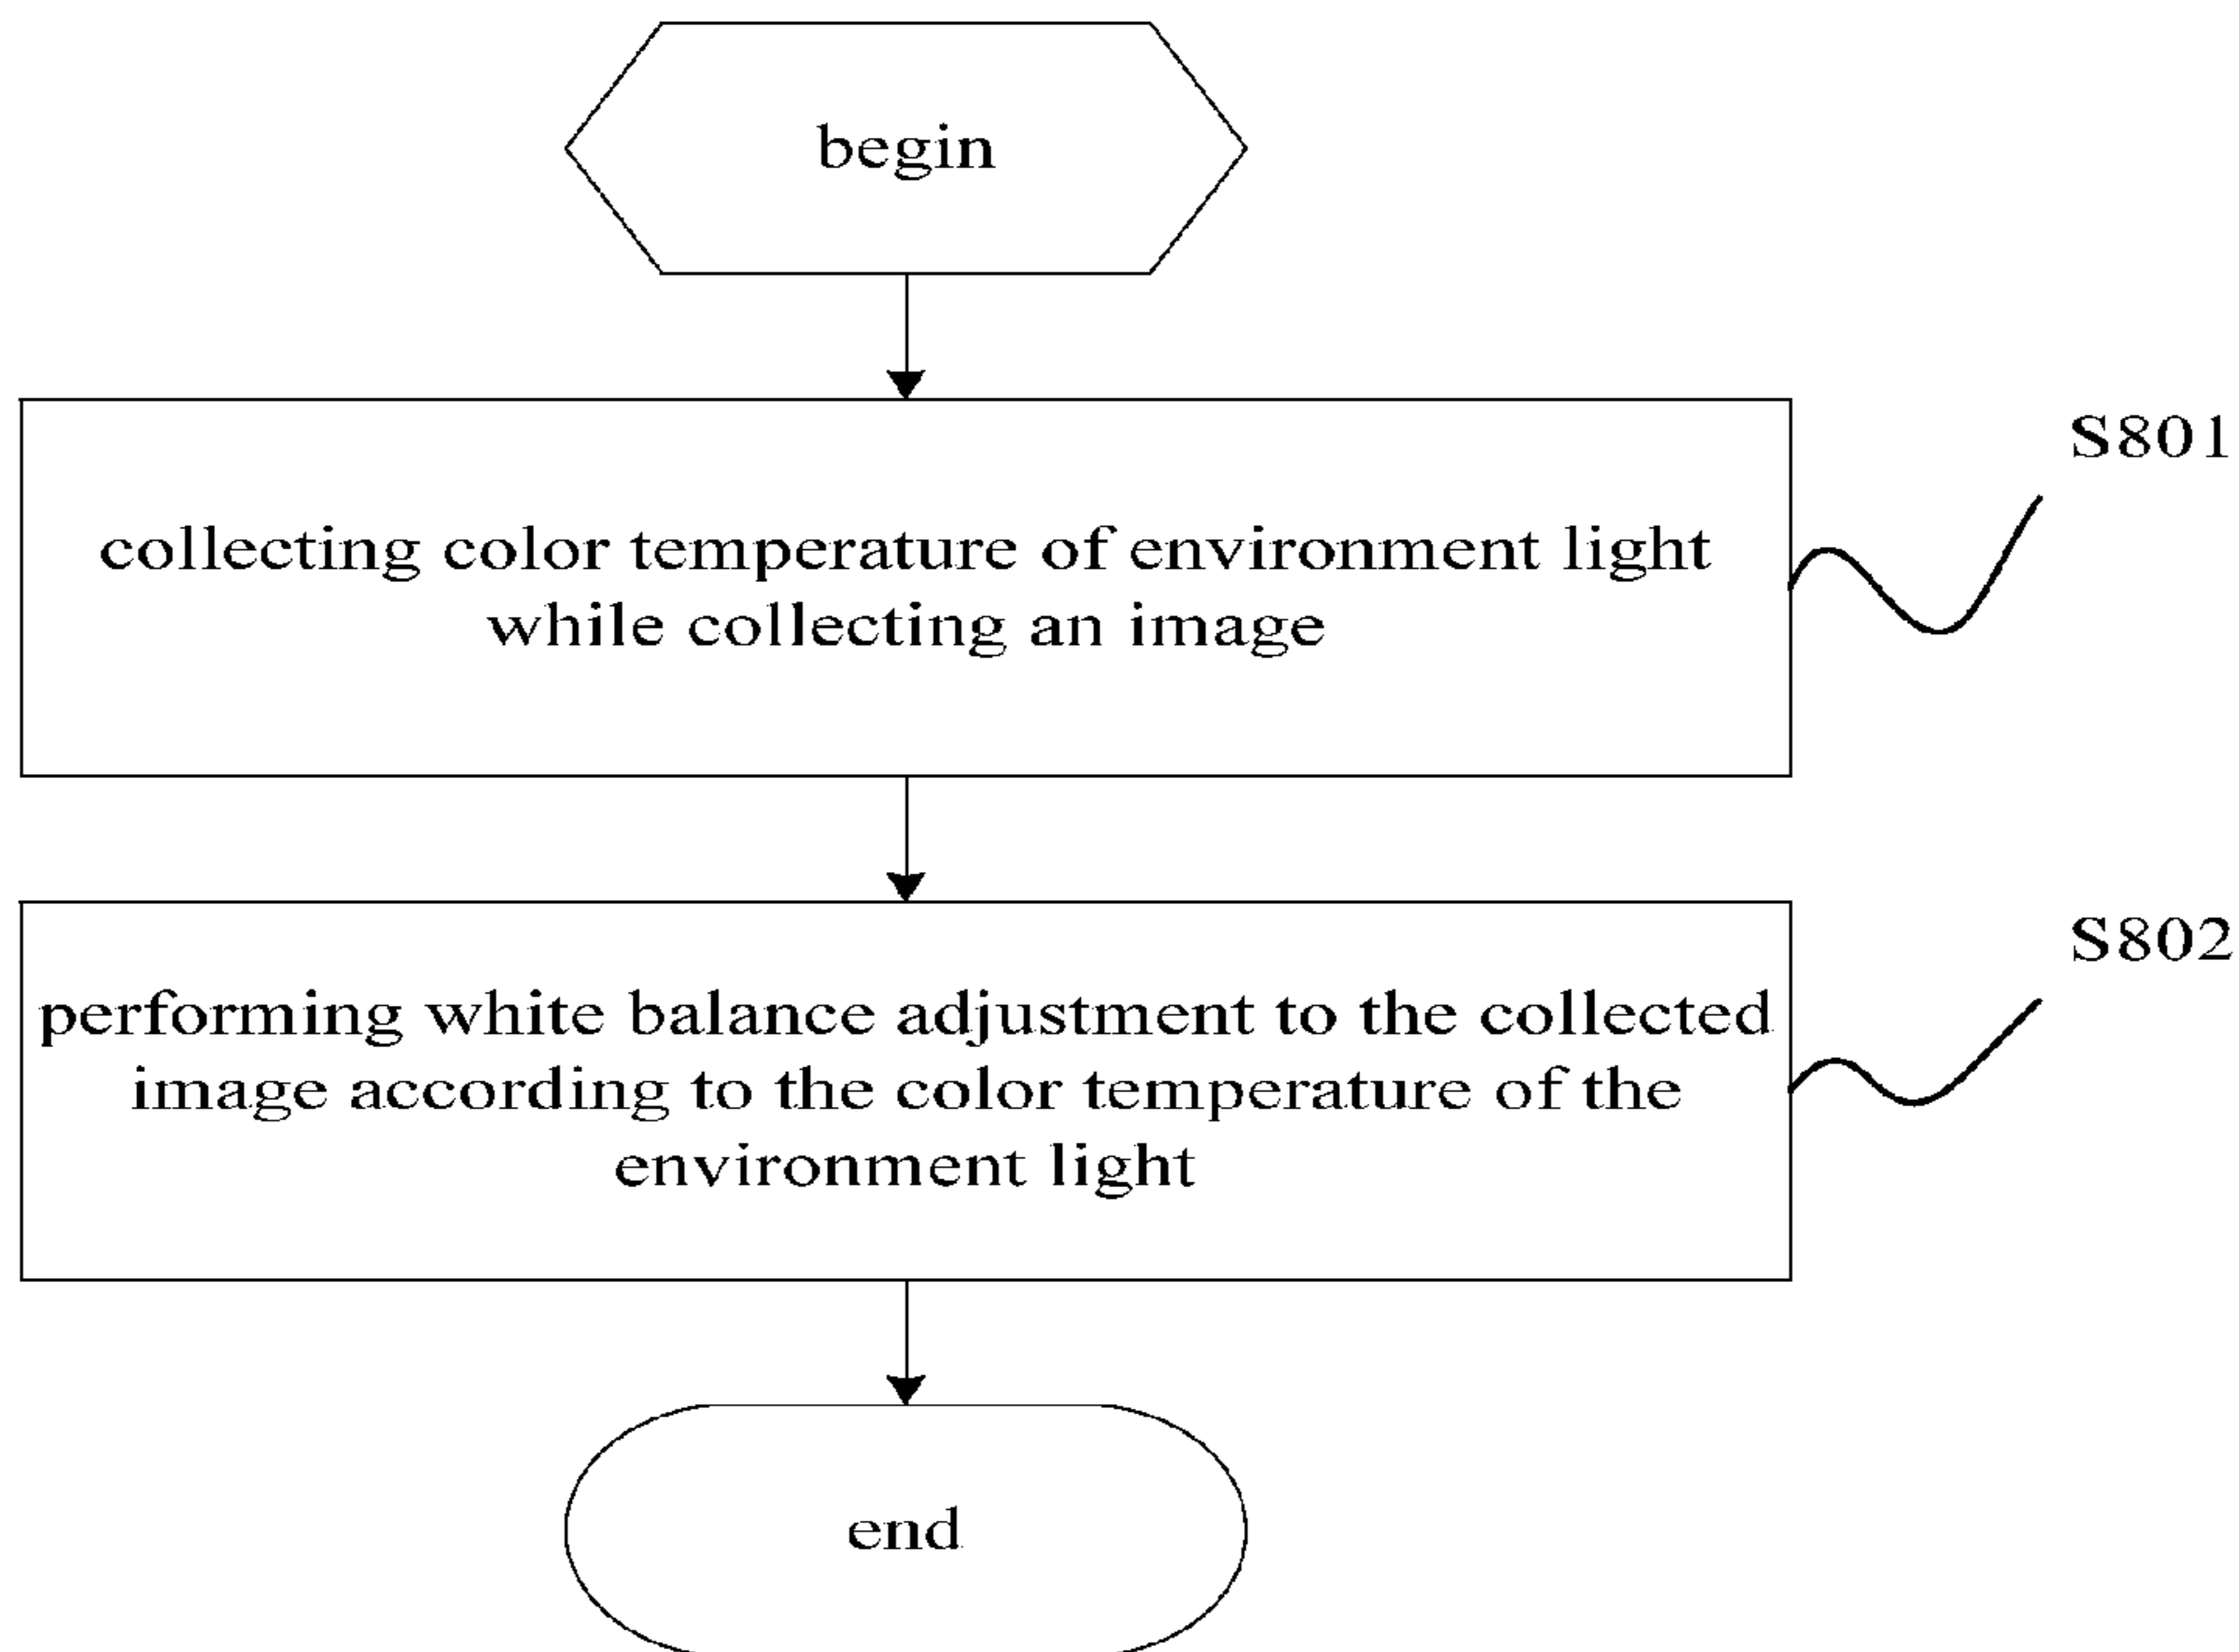 begin
S801
collecting color temperature of environment light
while collecting an image
S802
performing white balance adjustment to the collected
image according to the color temperature of the
environment light
end